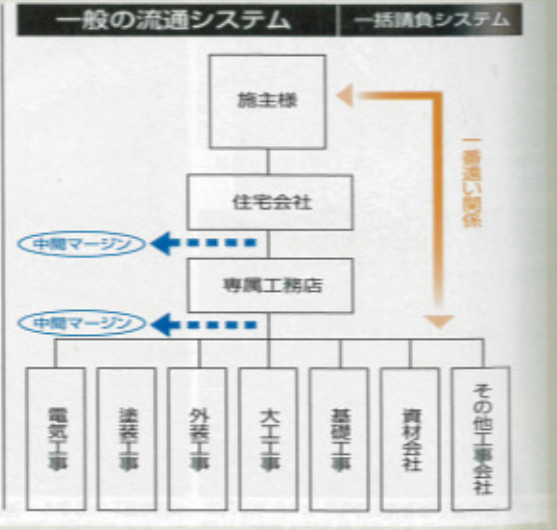 一般の流通システム
一括請負システム
施主様
一番遠い関係
住宅会社
中間マージン
専属工務店
中間マージン
電気工事
塗装工事
外装工事
大工工事
基礎工事
資材会社
その他工事会社